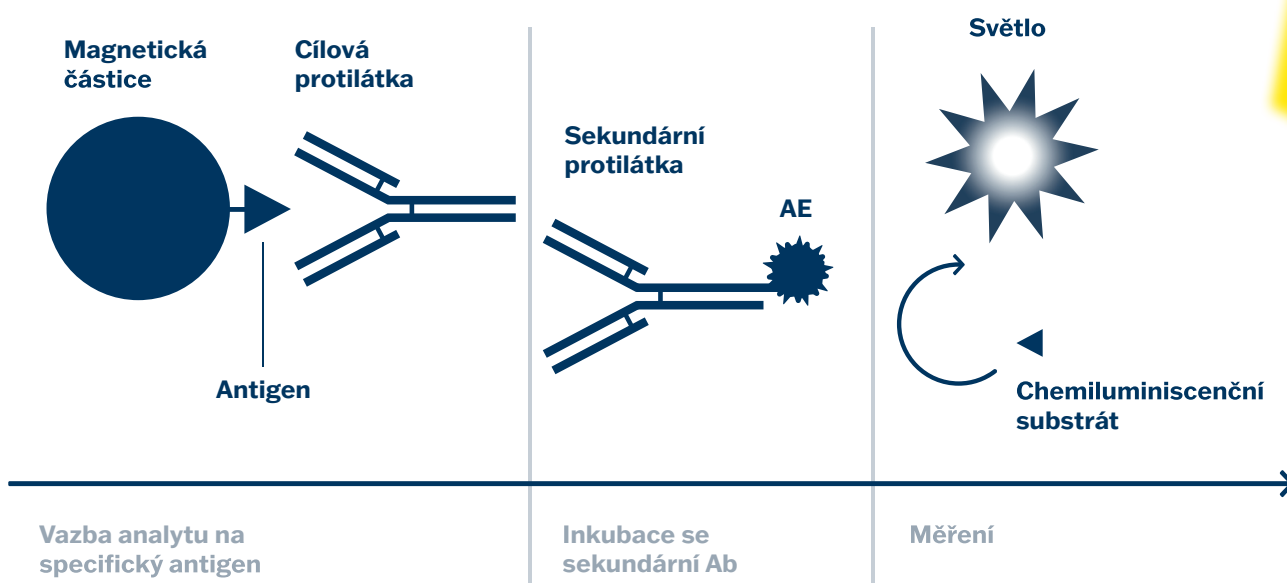 Magnetická
částice
Cílová
protilátka
Antigen
Sekundární
protilátka
AE
Světlo
Chemiluminiscenční
substrát
Vazba analytu na
specifický antigen
Inkubace se
sekundární Ab
Měření